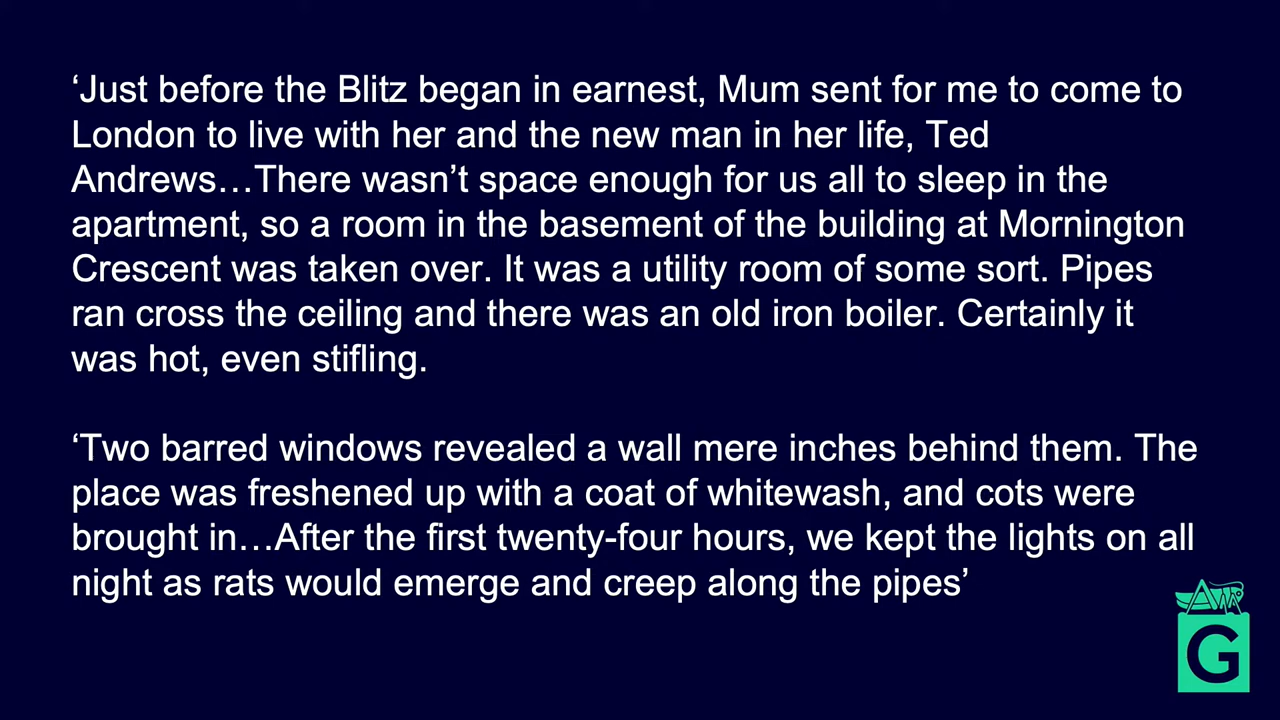 ‘Just before the Blitz began in earnest, Mum sent for me to come to
London to live with her and the new man in her life, Ted
Andrews…There wasn’t space enough for us all to sleep in the
apartment, so a room in the basement of the building at Mornington
Crescent was taken over. It was a utility room of some sort. Pipes
ran cross the ceiling and there was an old iron boiler. Certainly it
was hot, even stifling.
‘Two barred windows revealed a wall mere inches behind them. The
place was freshened up with a coat of whitewash, and cots were
brought in…After the first twenty-four hours, we kept the lights on all
night as rats would emerge and creep along the pipes’
G